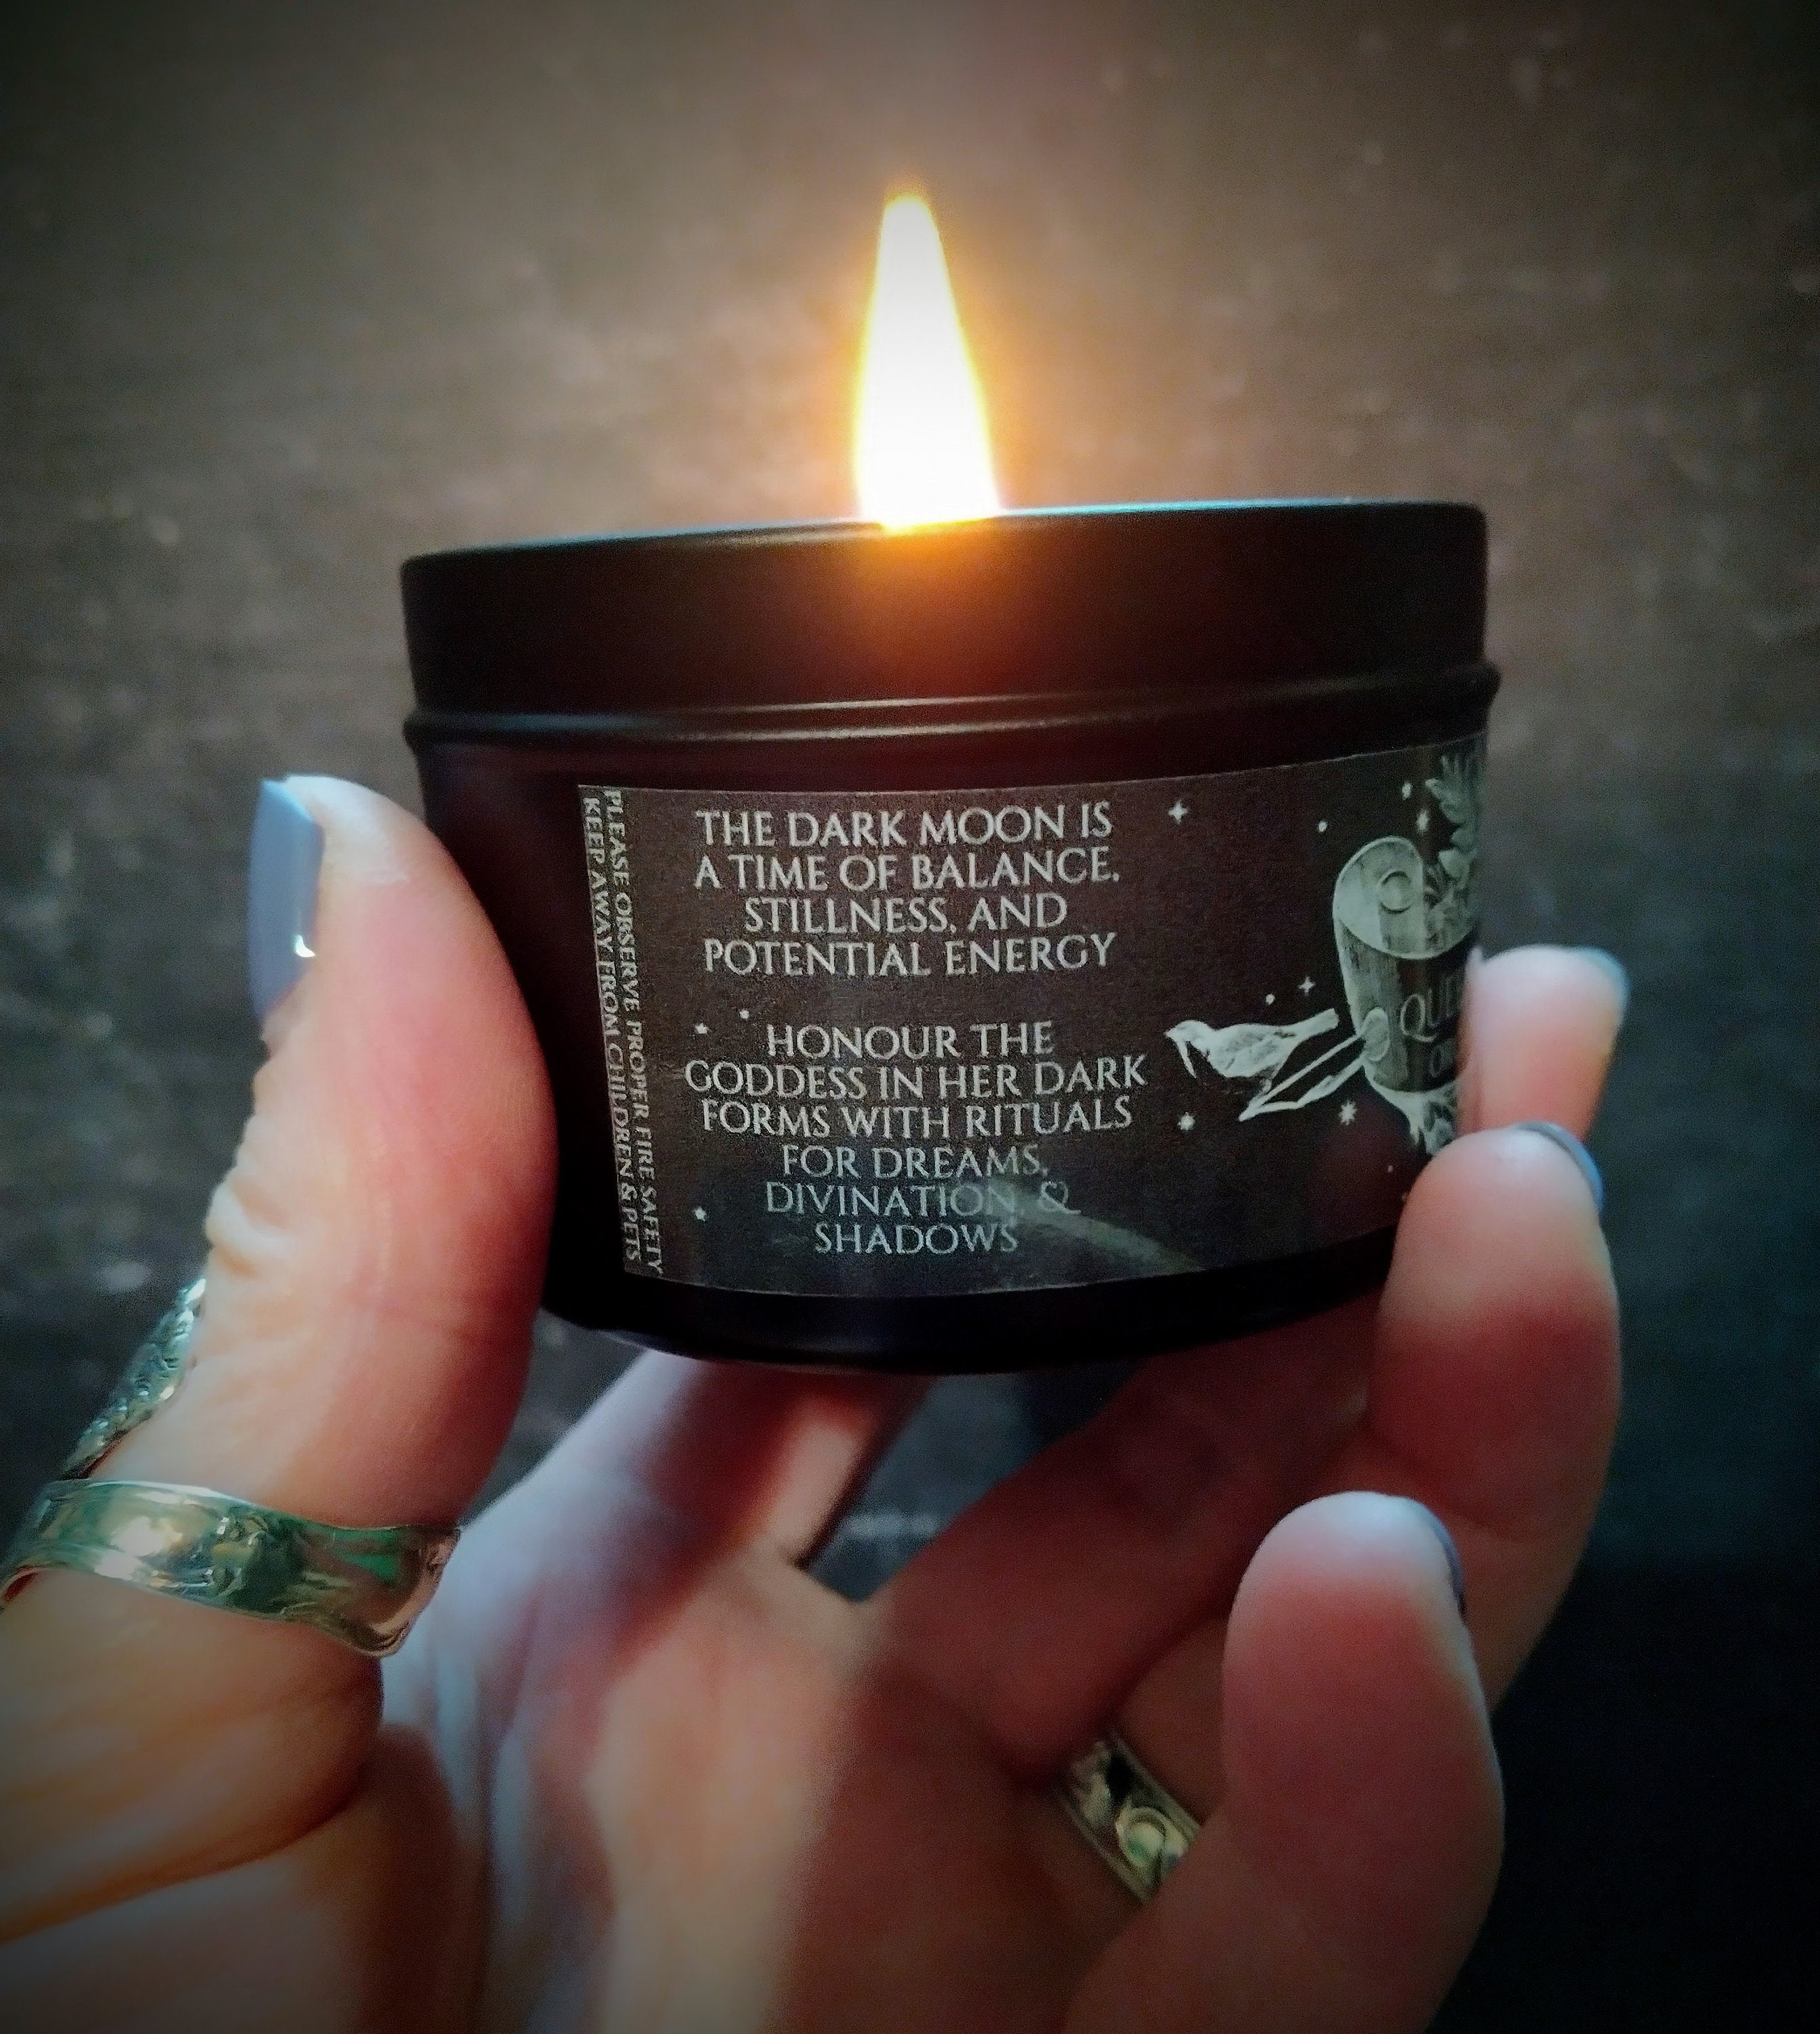 THE DARK MOON IS
A TIME OF BALANCE,
STILLNESS, AND
POTENTIAL ENERGY
HONOUR THE
GODDESS IN HER DARK
FORMS WITH RITUALS
FOR DREAMS,
DIVINATION, &
SHADOWS
PLEASE OBSERVE PROPER FIRE SAFETY
KEEP AWAY FROM CHILDREN & PETS